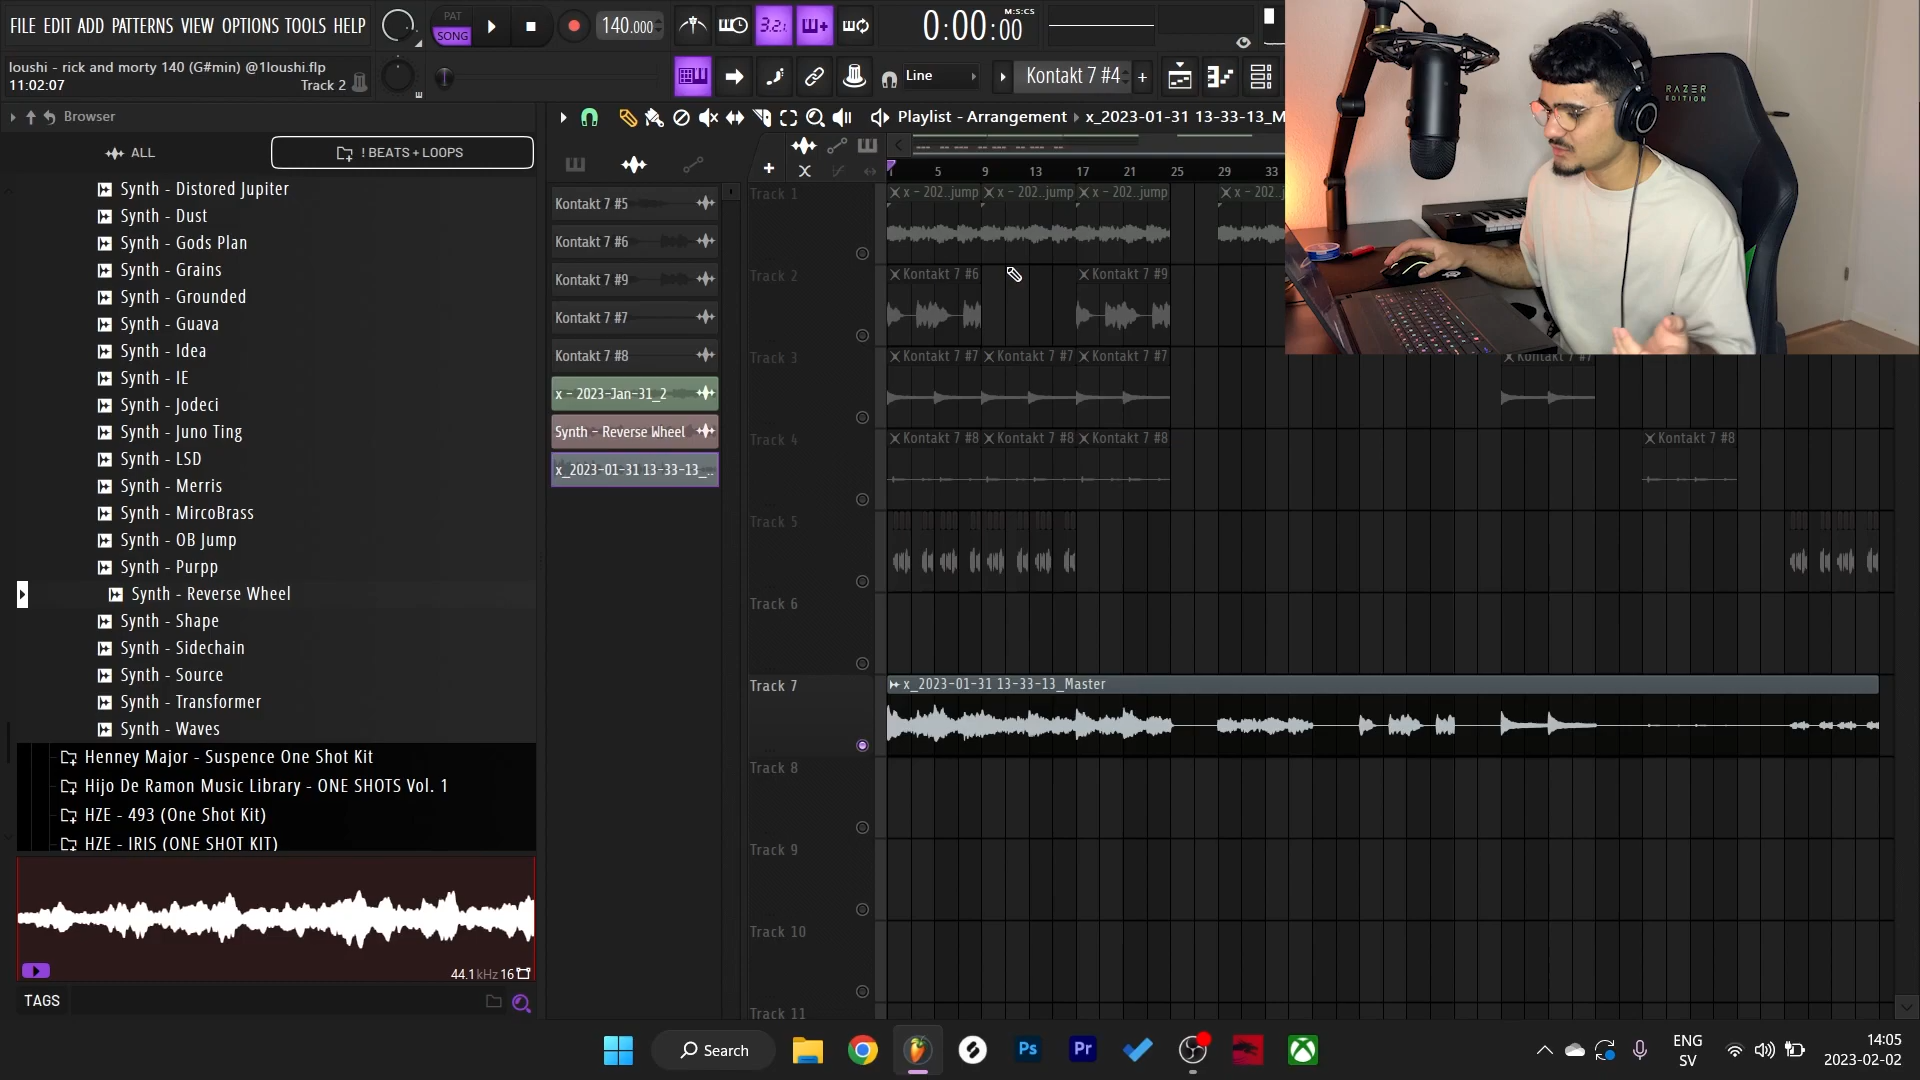 FILE EDIT ADD PATTERNS VIEW OPTIONS TOOLS HELP
PAT
SONG
140.000
3.2.
0:00:00
M:S:CS
loushi - rick and morty 140 (G#min) @1loushi.flp
11:02:07
Track 2
Line
Kontakt 7 #4
RAZER
EDITION
Browser
Playlist - Arrangement
x_2023-01-31 13-33-13_M
ALL
! BEATS + LOOPS
1 5 9 13 17 21 25 29 33
Synth - Distored Jupiter
Synth - Dust
Synth - Gods Plan
Synth - Grains
Synth - Grounded
Synth - Guava
Synth - Idea
Synth - IE
Synth - Jodeci
Synth - Juno Ting
Synth - LSD
Synth - Merris
Synth - MircoBrass
Synth - OB Jump
Synth - Purpp
Synth - Reverse Wheel
Synth - Shape
Synth - Sidechain
Synth - Source
Synth - Transformer
Synth - Waves
Henney Major - Suspence One Shot Kit
Hijo De Ramon Music Library - ONE SHOTS Vol. 1
HZE - 493 (One Shot Kit)
HZE - IRIS (ONE SHOT KIT)
44.1kHz 16
TAGS
Kontakt 7 #5
Kontakt 7 #6
Kontakt 7 #9
Kontakt 7 #7
Kontakt 7 #8
x - 2023-Jan-31_2
Synth - Reverse Wheel
x_2023-01-31 13-33-13_..
Track 1
x - 202..jump x - 202..jump x - 202..jump x - 202..j
Track 2
Kontakt 7 #6 Kontakt 7 #9
Track 3
Kontakt 7 #7 Kontakt 7 #7 Kontakt 7 #7 Kontakt 7 #7
Track 4
Kontakt 7 #8 Kontakt 7 #8 Kontakt 7 #8 Kontakt 7 #8
Track 5
Track 6
Track 7
x_2023-01-31 13-33-13_Master
Track 8
Track 9
Track 10
Track 11
Search
Ps
Pr
ENG
SV
14:05
2023-02-02